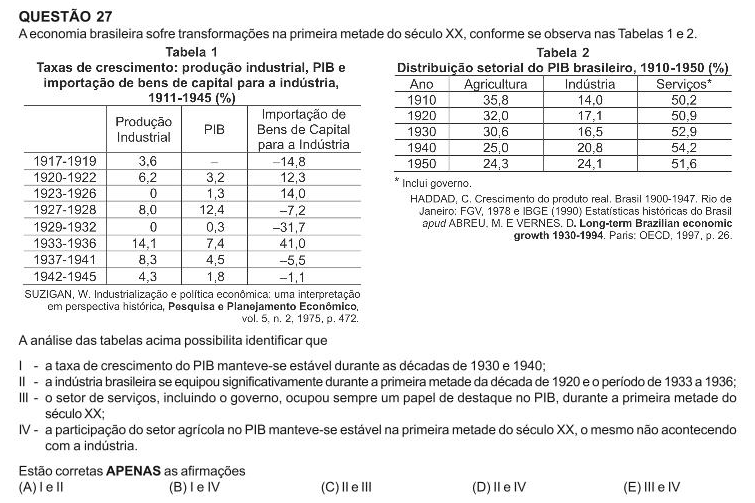 QUESTÃO 27
A economia brasileira sofre transformações na primeira metade do século XX, conforme se observa nas Tabelas 1 e 2.
Tabela 1
Taxas de crescimento: produção industrial, PIB e
importação de bens de capital para a indústria,
1911-1945 (%)
Produção Industrial PIB Importação de Bens de Capital para a Indústria
1917-1919 3,6 – –14,8
1920-1922 6,2 3,2 12,3
1923-1926 0 1,3 14,0
1927-1928 8,0 12,4 –7,2
1929-1932 0 0,3 –31,7
1933-1936 14,1 7,4 41,0
1937-1941 8,3 4,5 –5,5
1942-1945 4,3 1,8 –1,1
SUZIGAN, W. Industrialização e política econômica: uma interpretação
em perspectiva histórica, Pesquisa e Planejamento Econômico,
vol. 5, n. 2, 1975, p. 472.
Tabela 2
Distribuição setorial do PIB brasileiro, 1910-1950 (%)
Ano Agricultura Indústria Serviços*
1910 35,8 14,0 50,2
1920 32,0 17,1 50,9
1930 30,6 16,5 52,9
1940 25,0 20,8 54,2
1950 24,3 24,1 51,6
* Inclui governo.
HADDAD, C. Crescimento do produto real. Brasil 1900-1947. Rio de
Janeiro: FGV, 1978 e IBGE (1990) Estatísticas históricas do Brasil
apud ABREU. M. E VERNES. D. Long-term Brazilian economic
growth 1930-1994. Paris: OECD, 1997, p. 26.
A análise das tabelas acima possibilita identificar que
I - a taxa de crescimento do PIB manteve-se estável durante as décadas de 1930 e 1940;
II - a indústria brasileira se equipou significativamente durante a primeira metade da década de 1920 e o período de 1933 a 1936;
III - o setor de serviços, incluindo o governo, ocupou sempre um papel de destaque no PIB, durante a primeira metade do
século XX;
IV - a participação do setor agrícola no PIB manteve-se estável na primeira metade do século XX, o mesmo não acontecendo
com a indústria.
Estão corretas APENAS as afirmações
(A) I e II (B) I e IV (C) II e III (D) II e IV (E) III e IV